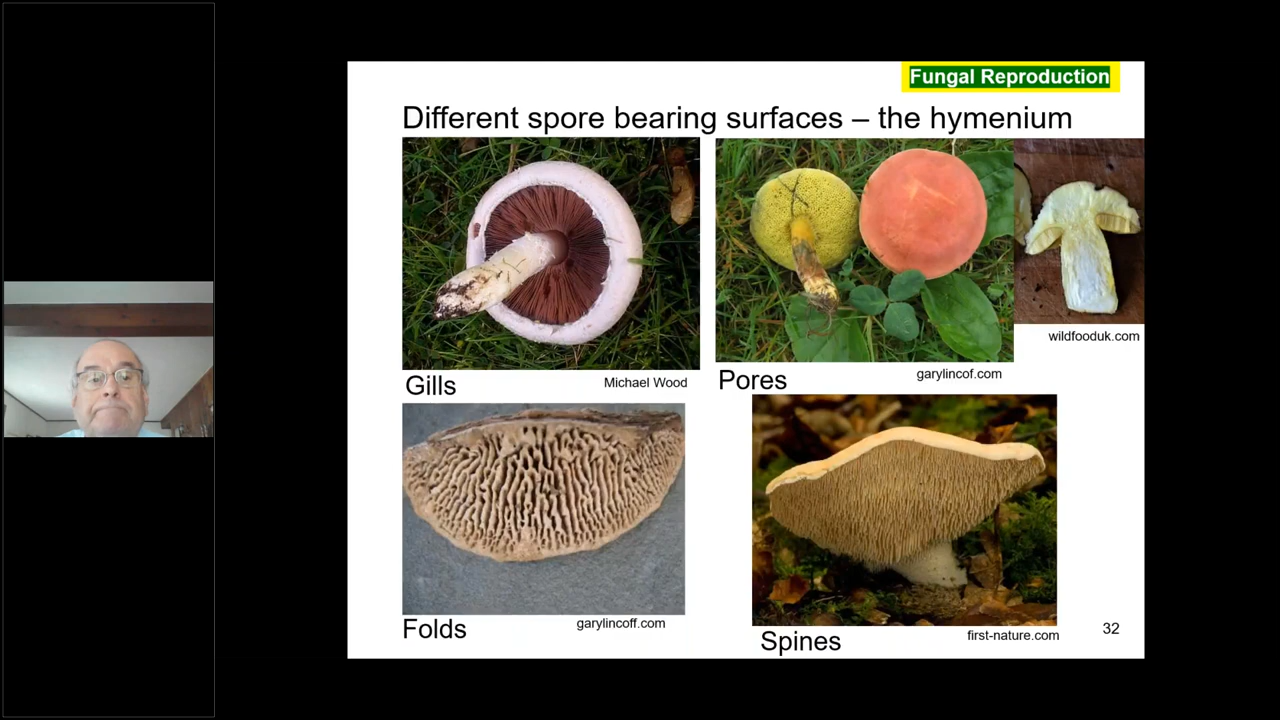 Fungal Reproduction
Different spore bearing surfaces – the hymenium
wildfooduk.com
Gills
Michael Wood
Pores
garylincof.com
Folds
garylincoff.com
Spines
first-nature.com
32